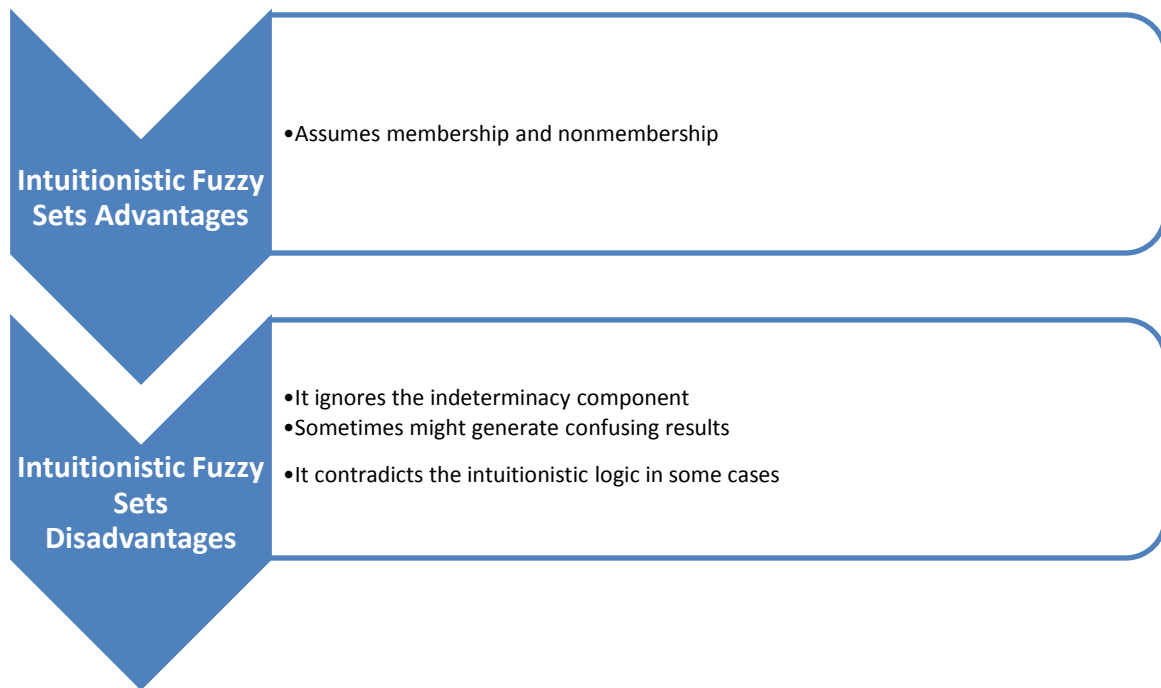 Intuitionistic Fuzzy
Sets Advantages
•Assumes membership and nonmembership
Intuitionistic Fuzzy
Sets
Disadvantages
•It ignores the indeterminacy component
•Sometimes might generate confusing results
•It contradicts the intuitionistic logic in some cases